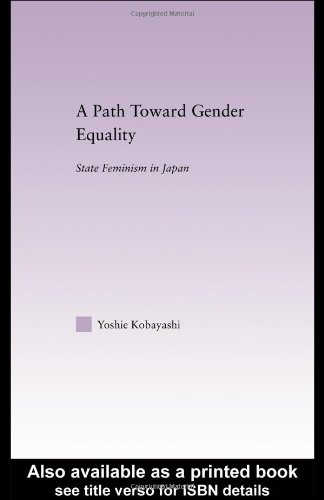 A Path Toward Gender
Equality
State Feminism in Japan
Yoshie Kobayashi
Also available as a printed book
see title verso for ISBN details